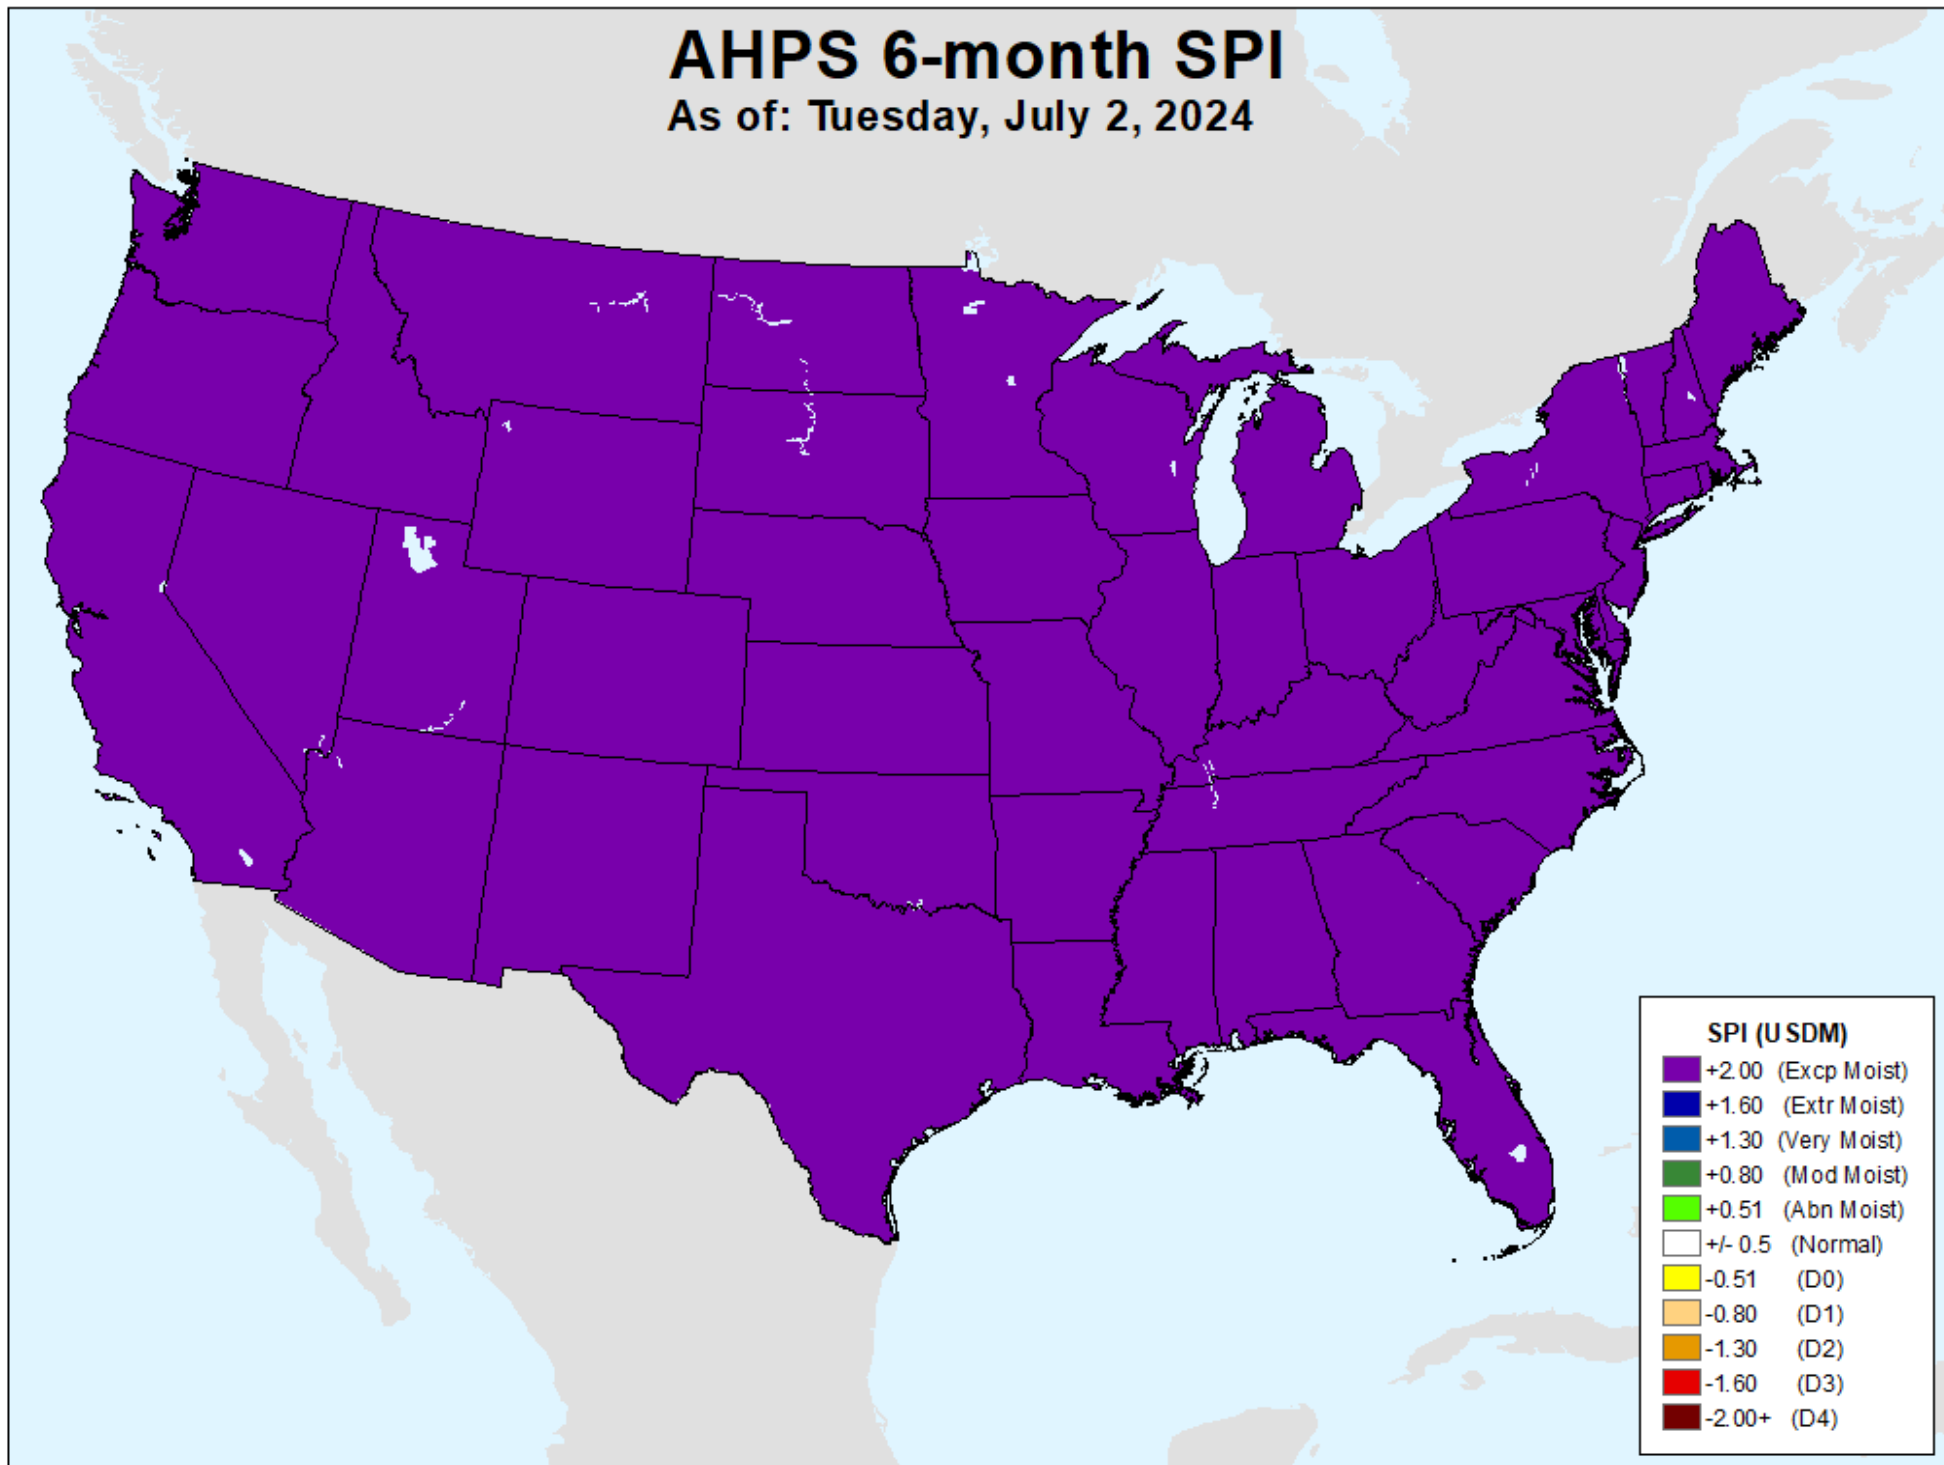 AHPS 6-month SPI
As of: Tuesday, July 2, 2024
SPI (USDM)
+2.00 (Excp Moist)
+1.60 (Extr Moist)
+1.30 (Very Moist)
+0.80 (Mod Moist)
+0.51 (Abn Moist)
+/- 0.5 (Normal)
-0.51 (D0)
-0.80 (D1)
-1.30 (D2)
-1.60 (D3)
-2.00+ (D4)